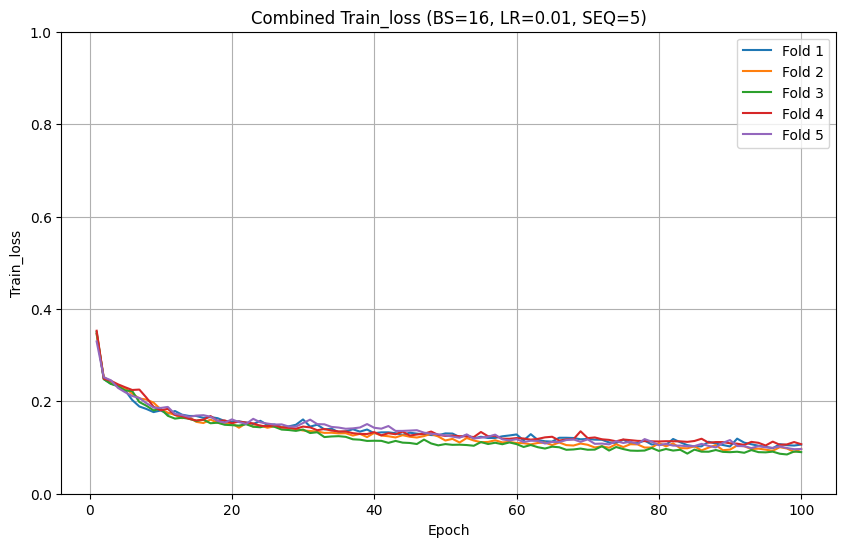 Combined Train_loss (BS=16, LR=0.01, SEQ=5)
1.0
0.8
0.6
0.4
0.2
0.0
Train_loss
0
20
40
60
80
100
Epoch
Fold 1
Fold 2
Fold 3
Fold 4
Fold 5